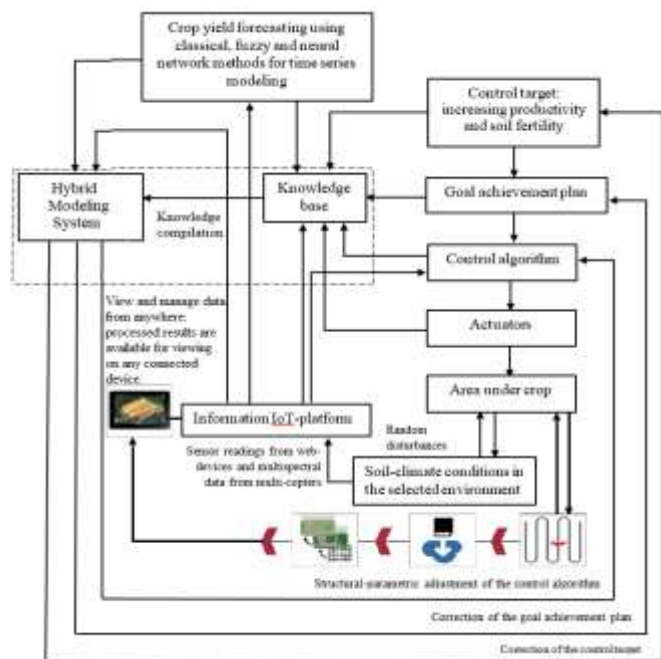 Crop yield forecasting using
classical, fuzzy and neural
network methods for time series
modeling
Control target:
increasing productivity
and soil fertility
Hybrid
Modeling
System
Knowledge
base
Goal achievement plan
Knowledge
compilation
Control algorithm
View and manage data
from anywhere;
processed results are
available for viewing
on any connected
device.
Actuators
Area under crop
Information IoT-platform
Random
disturbances
Sensor readings from web-
devices and multispectral
data from multi-copters
Soil-climate conditions in
the selected environment
Structural-parametric adjustment of the control algorithm
Correction of the goal achievement plan
Correction of the control target